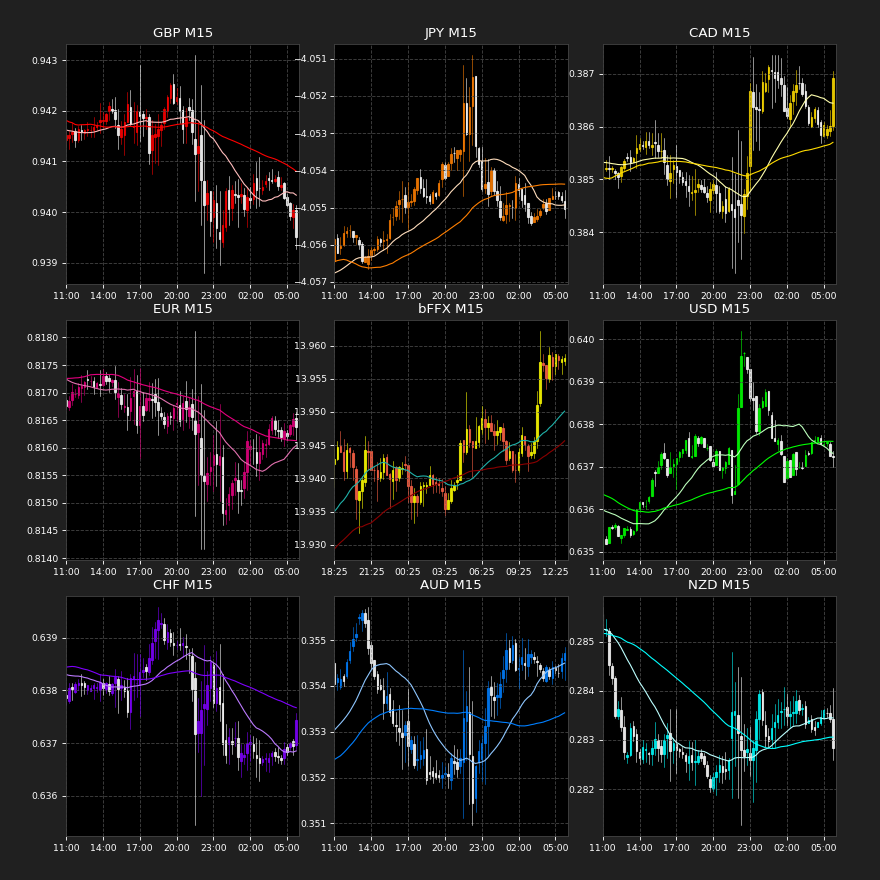 GBP M15
JPY M15
CAD M15
0.943
0.942
0.941
0.940
0.939
11:00 14:00 17:00 20:00 23:00 02:00 05:00
−4.051
−4.052
−4.053
−4.054
−4.055
−4.056
−4.057
11:00 14:00 17:00 20:00 23:00 02:00 05:00
0.387
0.386
0.385
0.384
11:00 14:00 17:00 20:00 23:00 02:00 05:00
EUR M15
bFFX M15
USD M15
0.8180
0.8175
0.8170
0.8165
0.8160
0.8155
0.8150
0.8145
0.8140
11:00 14:00 17:00 20:00 23:00 02:00 05:00
13.960
13.955
13.950
13.945
13.940
13.935
13.930
18:25 21:25 00:25 03:25 06:25 09:25 12:25
0.640
0.639
0.638
0.637
0.636
0.635
11:00 14:00 17:00 20:00 23:00 02:00 05:00
CHF M15
AUD M15
NZD M15
0.639
0.638
0.637
0.636
11:00 14:00 17:00 20:00 23:00 02:00 05:00
0.355
0.354
0.353
0.352
0.351
11:00 14:00 17:00 20:00 23:00 02:00 05:00
0.285
0.284
0.283
0.282
11:00 14:00 17:00 20:00 23:00 02:00 05:00